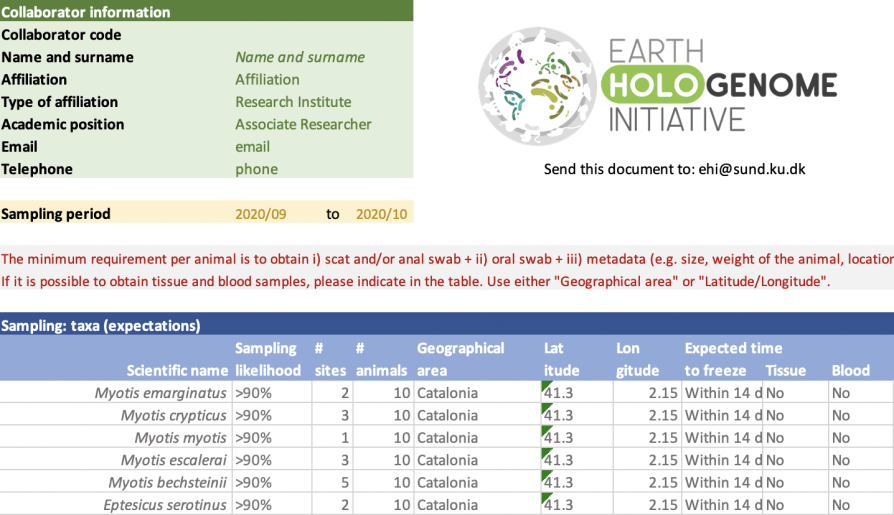 Collaborator information
Collaborator code
Name and surname Name and surname
Affiliation Affiliation
Type of affiliation Research Institute
Academic position Associate Researcher
Email email
Telephone phone
EARTH
HOLOGENOME
INITIATIVE
Send this document to: ehi@sund.ku.dk
Sampling period 2020/09 to 2020/10
The minimum requirement per animal is to obtain i) scat and/or anal swab + ii) oral swab + iii) metadata (e.g. size, weight of the animal, location
If it is possible to obtain tissue and blood samples, please indicate in the table. Use either "Geographical area" or "Latitude/Longitude".
Sampling: taxa (expectations)
Sampling # # Geographical Lat Lon Expected time
Scientific name likelihood sites animals area itude gitude to freeze Tissue Blood
Myotis emarginatus >90% 2 10 Catalonia 41.3 2.15 Within 14 d No No
Myotis crypticus >90% 3 10 Catalonia 41.3 2.15 Within 14 d No No
Myotis myotis >90% 1 10 Catalonia 41.3 2.15 Within 14 d No No
Myotis escalerai >90% 3 10 Catalonia 41.3 2.15 Within 14 d No No
Myotis bechsteinii >90% 5 10 Catalonia 41.3 2.15 Within 14 d No No
Eptesicus serotinus >90% 2 10 Catalonia 41.3 2.15 Within 14 d No No